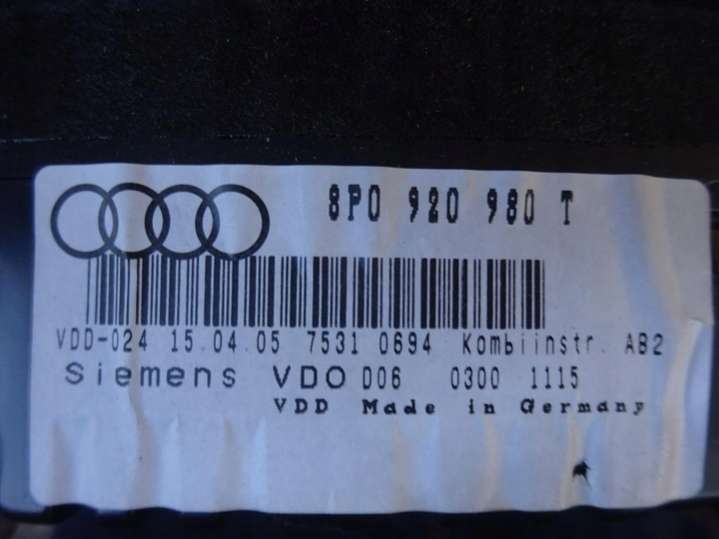 8P0 920 980 T
VDD-024 15.04.05 7531 0694 Kombiinstr. AB2
Siemens VDO D06 0300 1115
VDD Made in Germany